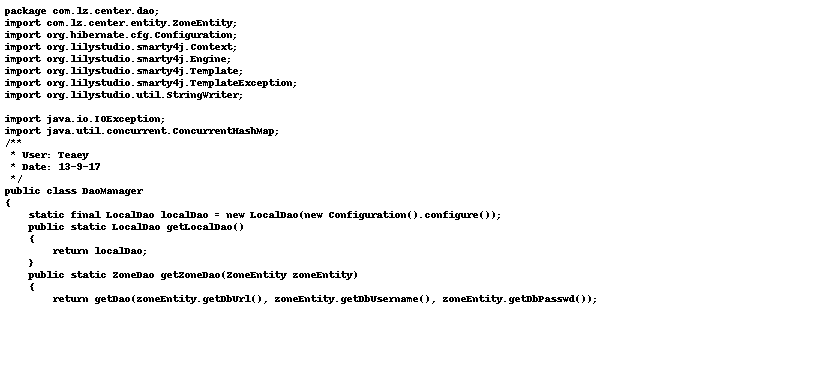 package com.lz.center.dao;
import com.lz.center.entity.ZoneEntity;
import org.hibernate.cfg.Configuration;
import org.lilystudio.smarty4j.Context;
import org.lilystudio.smarty4j.Engine;
import org.lilystudio.smarty4j.Template;
import org.lilystudio.smarty4j.TemplateException;
import org.lilystudio.util.StringWriter;

import java.io.IOException;
import java.util.concurrent.ConcurrentHashMap;
/**
 * User: Teaey
 * Date: 13-9-17
 */
public class DaoManager
{
    static final LocalDao localDao = new LocalDao(new Configuration().configure());
    public static LocalDao getLocalDao()
    {
        return localDao;
    }
    public static ZoneDao getZoneDao(ZoneEntity zoneEntity)
    {
        return getDao(zoneEntity.getDbUrl(), zoneEntity.getDbUsername(), zoneEntity.getDbPasswd());